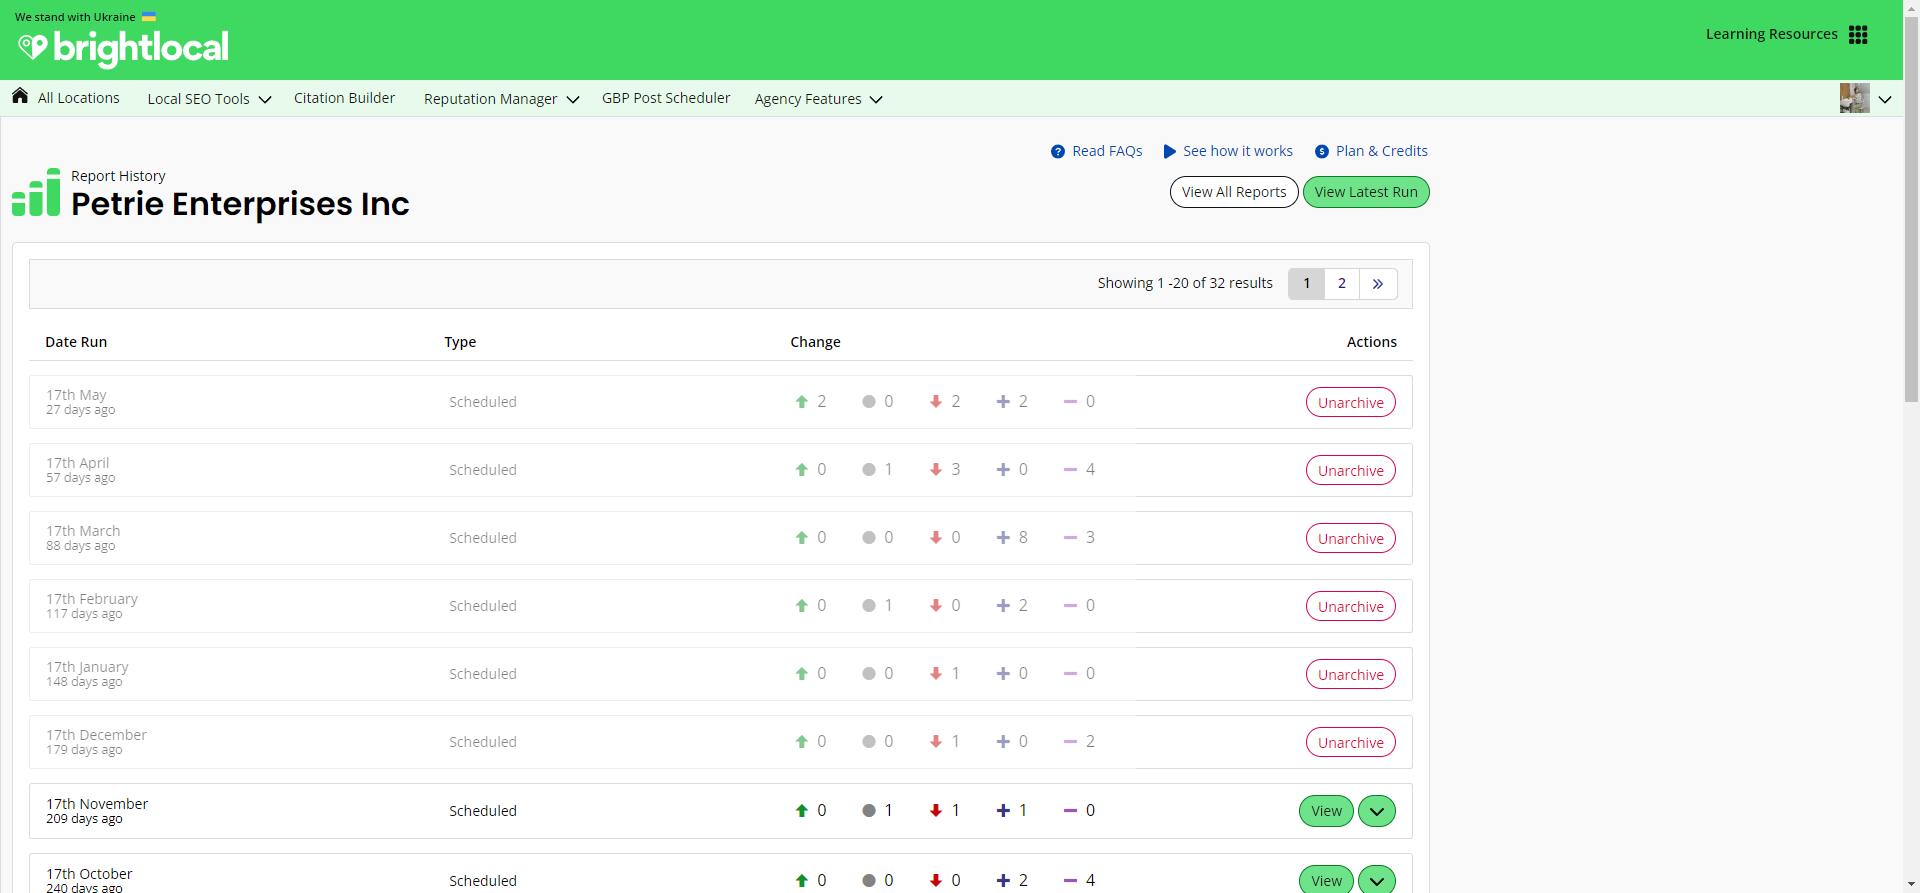 We stand with Ukraine
brightlocal
Learning Resources
All Locations Local SEO Tools Citation Builder Reputation Manager GBP Post Scheduler Agency Features
Read FAQs See how it works Plan & Credits
Report History
Petrie Enterprises Inc
View All Reports View Latest Run
Showing 1 -20 of 32 results 1 2 »
Date Run Type Change Actions
17th May
27 days ago
Scheduled 2 0 2 2 0 Unarchive
17th April
57 days ago
Scheduled 0 1 3 0 4 Unarchive
17th March
88 days ago
Scheduled 0 0 0 8 3 Unarchive
17th February
117 days ago
Scheduled 0 1 0 2 0 Unarchive
17th January
148 days ago
Scheduled 0 0 1 0 0 Unarchive
17th December
179 days ago
Scheduled 0 0 1 0 2 Unarchive
17th November
209 days ago
Scheduled 0 1 1 1 0 View
17th October
240 days ago
Scheduled 0 0 0 2 4 View